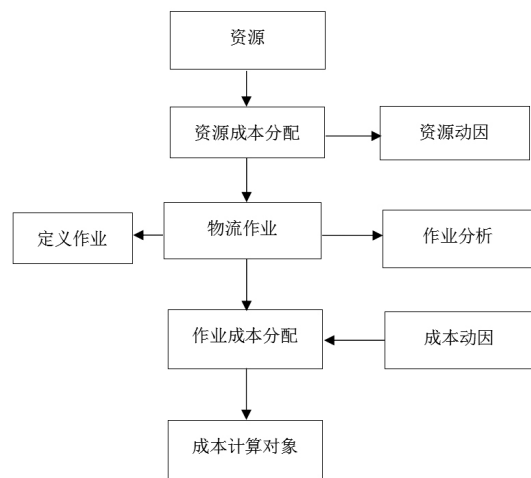 资源
资源成本分配
资源动因
定义作业
物流作业
作业分析
作业成本分配
成本动因
成本计算对象